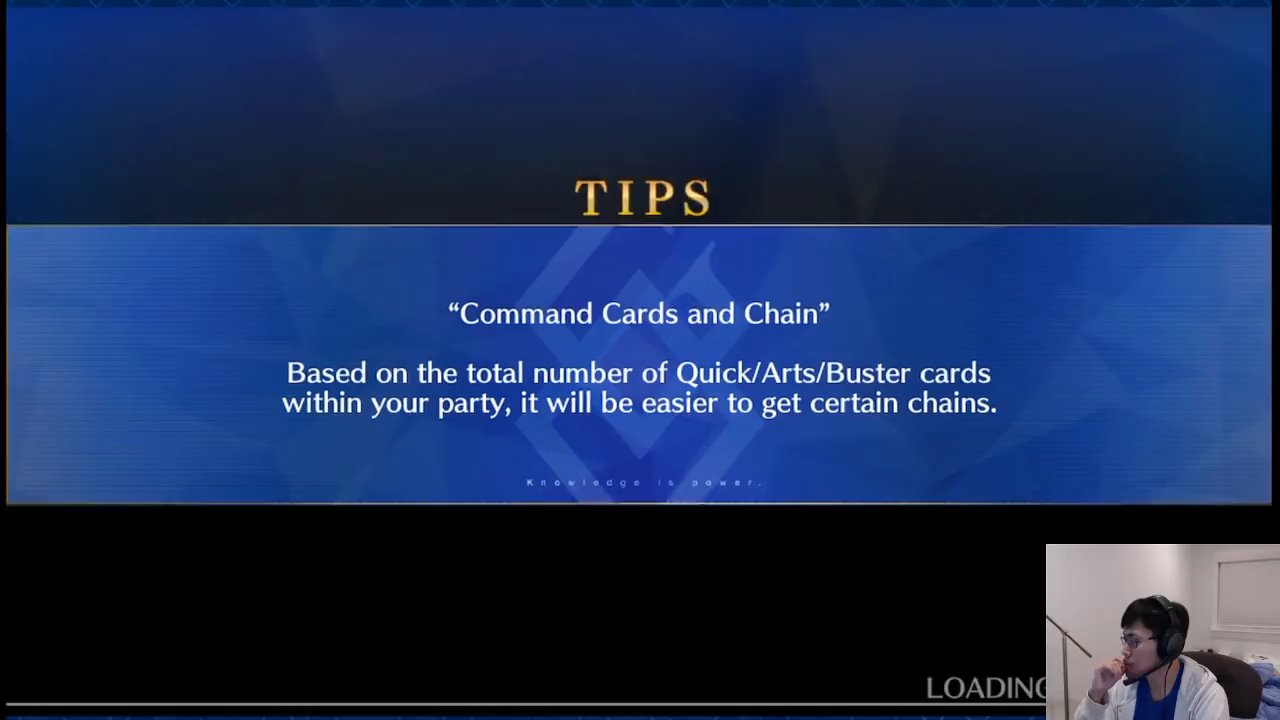 TIPS
“Command Cards and Chain”
Based on the total number of Quick/Arts/Buster cards
within your party, it will be easier to get certain chains.
Knowledge is power.
LOADING